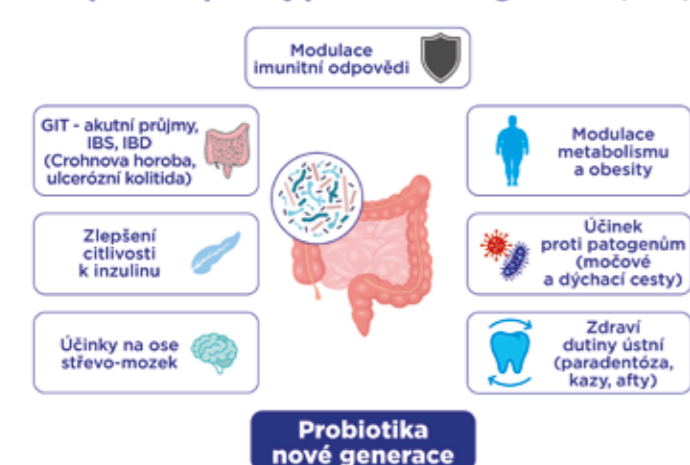 Modulace
imunitní odpovědi
GIT - akutní průjmy,
IBS, IBD
(Crohnova horoba,
ulcerózní kolitida)
Modulace
metabolismu
a obesity
Zlepšení
citlivosti
k inzulinu
Účinek
proti patogenům
(močové
a dýchací cesty)
Účinky na ose
střevo-mozek
Zdraví
dutiny ústní
(paradentóza,
kazy, afty)
Probiotika
nové generace